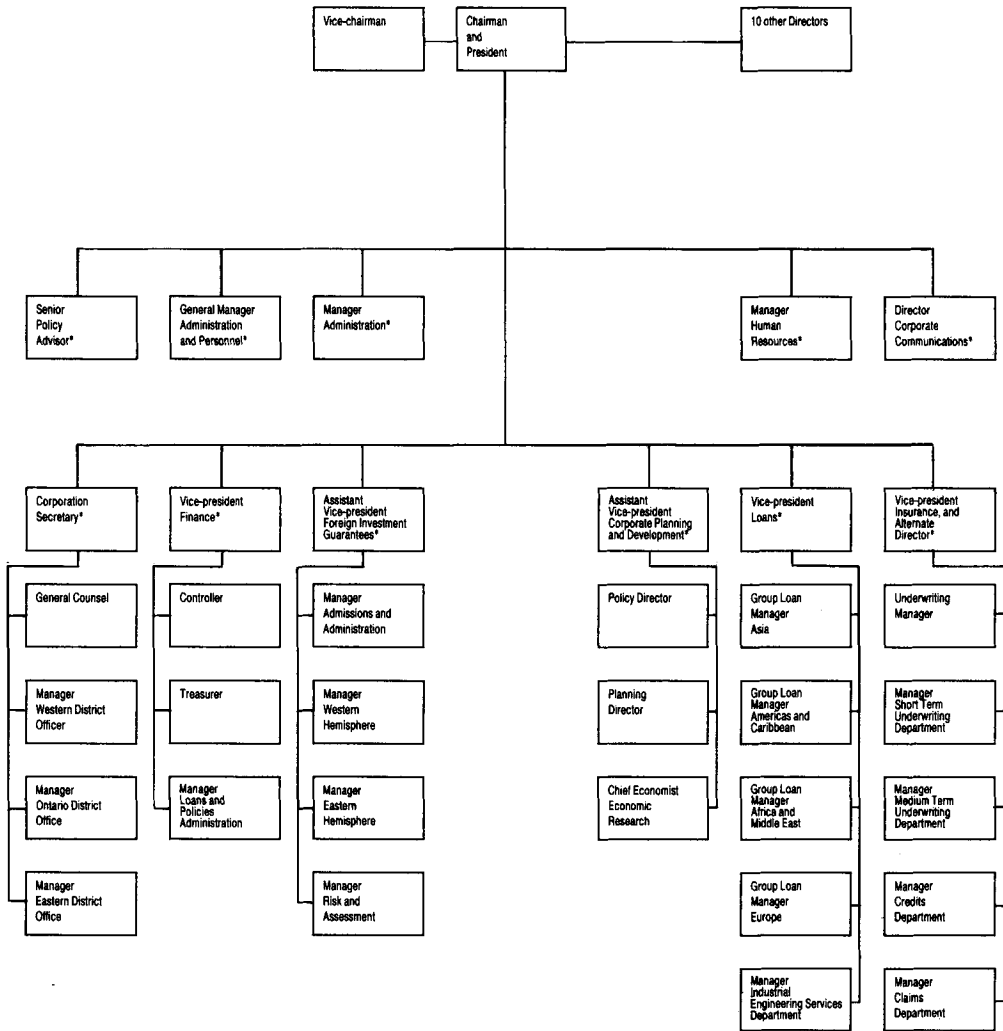 Vice-chairman
Chairman
and
President
10 other Directors
Senior
Policy
Advisor*
General Manager
Administration
and Personnel*
Manager
Administration*
Manager
Human
Resources*
Director
Corporate
Communications*
Corporation
Secretary*
Vice-president
Finance*
Assistant
Vice-president
Foreign Investment
Guarantees*
Assistant
Vice-president
Corporate Planning
and Development*
Vice-president
Loans*
Vice-president
Insurance, and
Alternate
Director*
General Counsel
Controller
Manager
Admissions and
Administration
Policy Director
Group Loan
Manager
Asia
Underwriting
Manager
Manager
Western District
Officer
Treasurer
Manager
Western
Hemisphere
Planning
Director
Group Loan
Manager
Americas and
Caribbean
Manager
Short Term
Underwriting
Department
Manager
Ontario District
Office
Manager
Loans and
Policies
Administration
Manager
Eastern
Hemisphere
Chief Economist
Economic
Research
Group Loan
Manager
Africa and
Middle East
Manager
Medium Term
Underwriting
Department
Manager
Eastern District
Office
Manager
Risk and
Assessment
Group Loan
Manager
Europe
Manager
Credits
Department
Manager
Industrial
Engineering Services
Department
Manager
Claims
Department